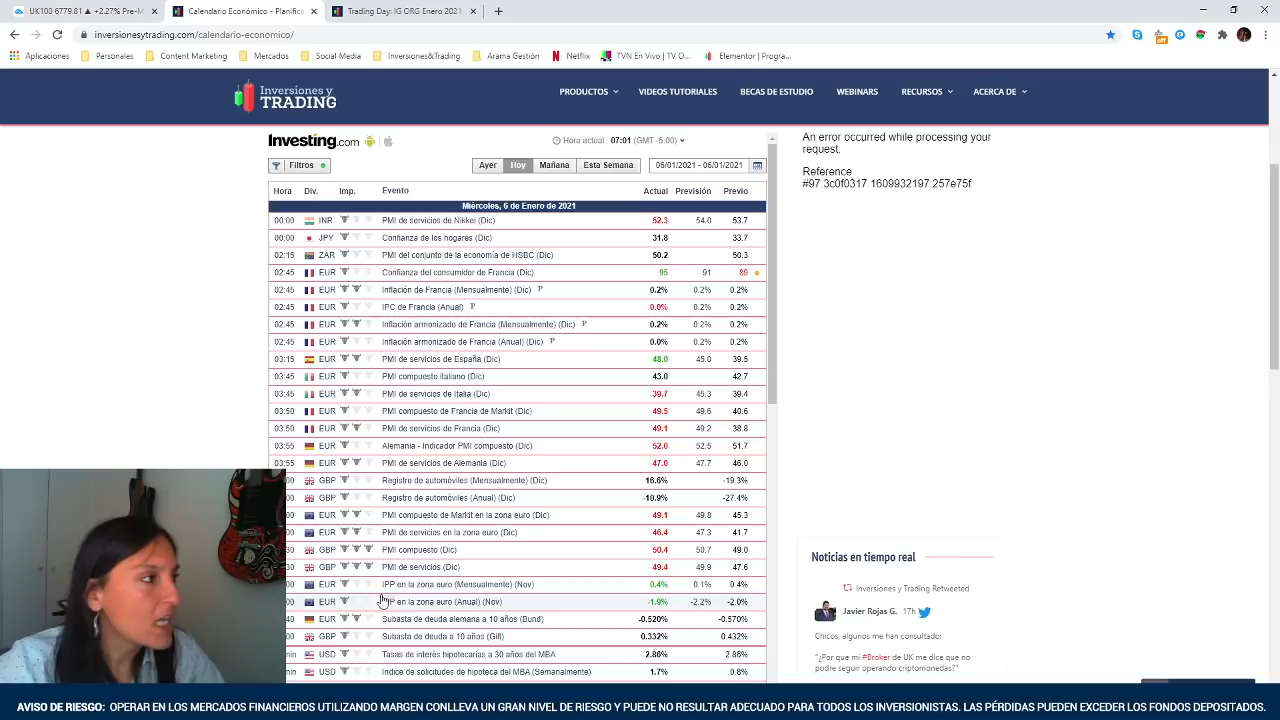 UK100 6779.81 ▲ +2.27% Pre-M
Calendario Económico - Planifica
Trading Day: IG ORG Enero 2021
inversionesytrading.com/calendario-economico/
Aplicaciones Personales Content Marketing Mercados Social Media Inversiones&Trading Arama Gestión Netflix TVN En Vivo | TV O... Elementor | Progra...
off
Inversiones y
TRADING
PRODUCTOS VIDEOS TUTORIALES BECAS DE ESTUDIO WEBINARS RECURSOS ACERCA DE
Investing.com
Hora actual : 07:01 (GMT -5:00)
Filtros Ayer Hoy Mañana Esta Semana 06/01/2021 - 06/01/2021
Hora Div. Imp. Evento Actual Previsión Previo
Miércoles, 6 de Enero de 2021
00:00 INR PMI de servicios de Nikkei (Dic) 52.3 54.0 53.7
00:00 JPY Confianza de los hogares (Dic) 31.8 33.7
02:15 ZAR PMI del conjunto de la economía de HSBC (Dic) 50.2 50.3
02:45 EUR Confianza del consumidor de Francia (Dic) 95 91 89
02:45 EUR Inflación de Francia (Mensualmente) (Dic) P 0.2% 0.2% 0.2%
02:45 EUR IPC de Francia (Anual) P 0.0% 0.2% 0.2%
02:45 EUR Inflación armonizado de Francia (Mensualmente) (Dic) P 0.2% 0.2% 0.2%
02:45 EUR Inflación armonizado de Francia (Anual) (Dic) P 0.0% 0.2% 0.2%
03:15 EUR PMI de servicios de España (Dic) 48.0 45.0 39.5
03:45 EUR PMI compuesto italiano (Dic) 43.0 42.7
03:45 EUR PMI de servicios de Italia (Dic) 39.7 45.3 39.4
03:50 EUR PMI compuesto de Francia de Markit (Dic) 49.5 49.6 40.6
03:50 EUR PMI de servicios de Francia (Dic) 49.1 49.2 38.8
03:55 EUR Alemania - Indicador PMI compuesto (Dic) 52.0 52.5 51.7
03:55 EUR PMI de servicios de Alemania (Dic) 47.0 47.7 46.0
:00 GBP Registro de automóviles (Mensualmente) (Dic) 16.6% -19.3%
:00 GBP Registro de automóviles (Anual) (Dic) -10.9% -27.4%
:00 EUR PMI compuesto de Markit en la zona euro (Dic) 49.1 49.8 45.3
:00 EUR PMI de servicios en la zona euro (Dic) 46.4 47.3 41.7
:30 GBP PMI compuesto (Dic) 50.4 50.7 49.0
:30 GBP PMI de servicios (Dic) 49.4 49.9 47.6
:00 EUR IPP en la zona euro (Mensualmente) (Nov) 0.4% 0.1% 0.4%
:00 EUR en la zona euro (Anual) (Nov) -1.9% -2.2% -2.0%
:40 EUR Subasta de deuda alemana a 10 años (Bund) -0.520% -0.570%
:00 GBP Subasta de deuda a 10 años (Gilt) 0.332% 0.432%
min USD Tasas de interés hipotecarias a 30 años del MBA 2.86% 2.86%
min USD Índice de solicitudes de hipoteca del MBA (Semanalmente) 1.7% 0.8%
An error occurred while processing your
request.
Reference
#97.3c0f0317.1609932197.257e75f
Noticias en tiempo real
Inversiones y Trading Retweeted
Javier Rojas G. 17h
Chicos, algunos me han consultado:
"¿Por que mi #Broker de UK me dice que no
podre seguir operando criptomonedas?"
AVISO DE RIESGO: OPERAR EN LOS MERCADOS FINANCIEROS UTILIZANDO MARGEN CONLLEVA UN GRAN NIVEL DE RIESGO Y PUEDE NO RESULTAR ADECUADO PARA TODOS LOS INVERSIONISTAS. LAS PÉRDIDAS PUEDEN EXCEDER LOS FONDOS DEPOSITADOS.